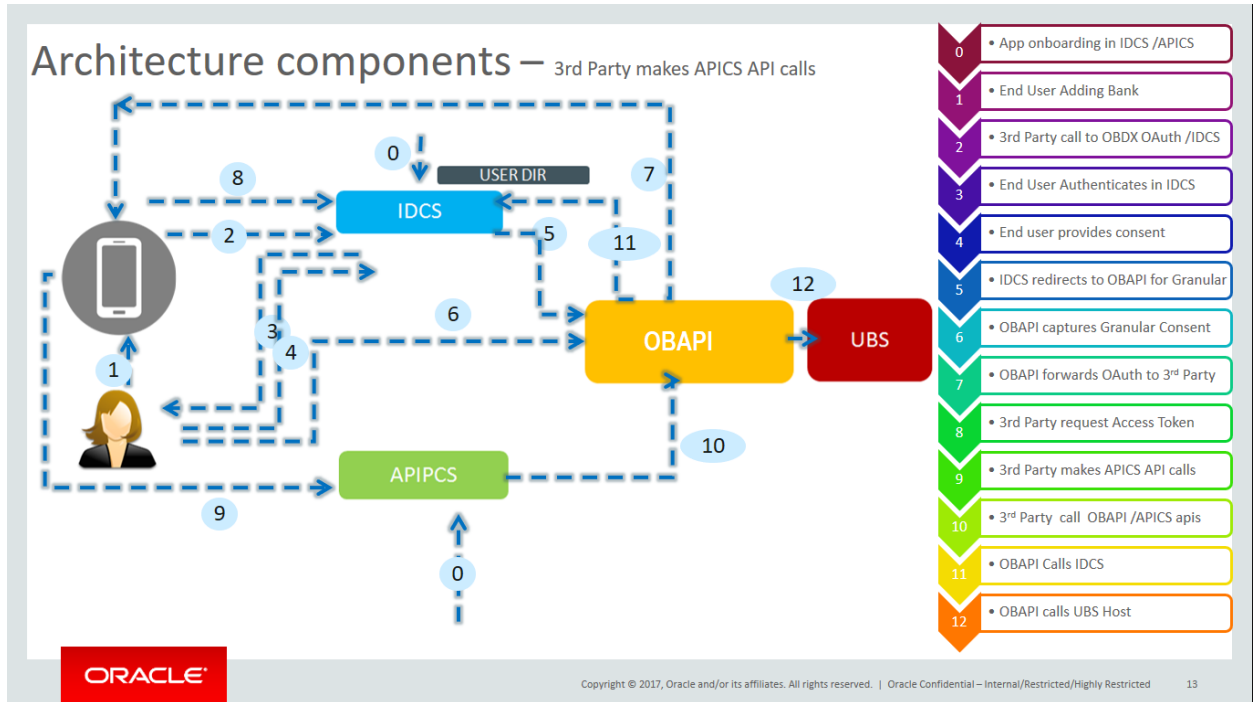 Architecture components – 3rd Party makes APICS API calls
0
USER DIR
8
IDCS
7
2
5
11
12
6
3
4
OBAPI
UBS
1
10
APIPCS
9
0
0
• App onboarding in IDCS /APICS
1
• End User Adding Bank
2
• 3rd Party call to OBDX OAuth /IDCS
3
• End User Authenticates in IDCS
4
• End user provides consent
5
• IDCS redirects to OBAPI for Granular
6
• OBAPI captures Granular Consent
7
• OBAPI forwards OAuth to 3rd Party
8
• 3rd Party request Access Token
9
• 3rd Party makes APICS API calls
10
• 3rd Party call OBAPI /APICS apis
11
• OBAPI Calls IDCS
12
• OBAPI calls UBS Host
ORACLE®
Copyright © 2017, Oracle and/or its affiliates. All rights reserved. | Oracle Confidential – Internal/Restricted/Highly Restricted 13